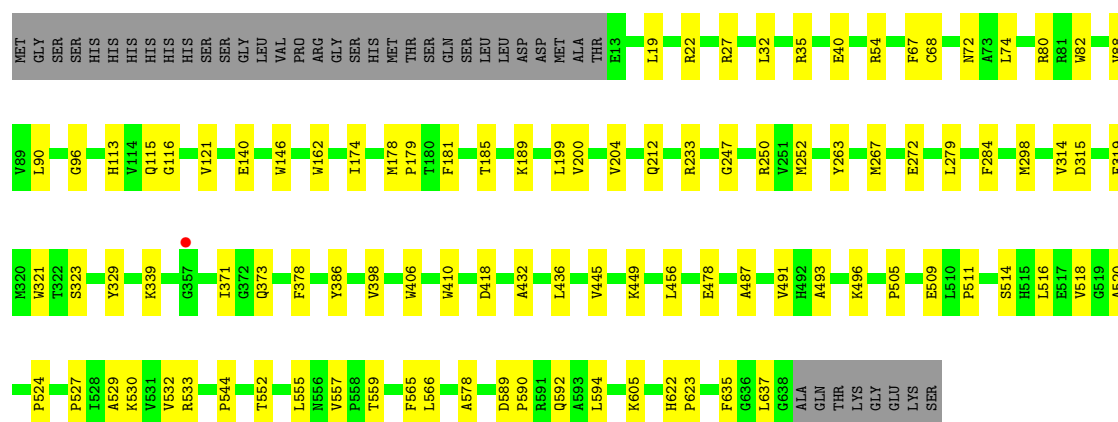 MET GLY SER SER HIS HIS HIS HIS HIS HIS SER SER GLY LEU VAL PRO ARG GLY SER HIS MET THR SER GLN SER LEU LEU ASP ASP MET ALA THR E13 L19 R22 R27 L32 R35 E40 R54 F67 C68 N72 A73 L74 R80 R81 W82 V88
V89 L90 G96 H113 V114 Q115 G116 V121 E140 W146 W162 I174 M178 P179 T180 F181 T185 K189 L199 V200 V204 Q212 R233 G247 R250 V251 M252 Y263 M267 E272 L279 F284 M298 V314 D315
M320 W321 T322 S323 Y329 K339 G357 I371 G372 Q373 F378 Y386 V398 W406 W410 D418 A432 L436 V445 K449 L456 E478 A487 V491 H492 A493 K496 P505 E509 L510 P511 S514 H515 L516 E517 V518 G519 A520
P524 P527 I528 A529 K530 V531 V532 R533 P544 T552 L555 N556 V557 P558 T559 F565 L566 A578 D589 P590 R591 Q592 A593 L594 K605 H622 P623 F635 G636 L637 G638 ALA GLN THR LYS GLY GLU LYS SER